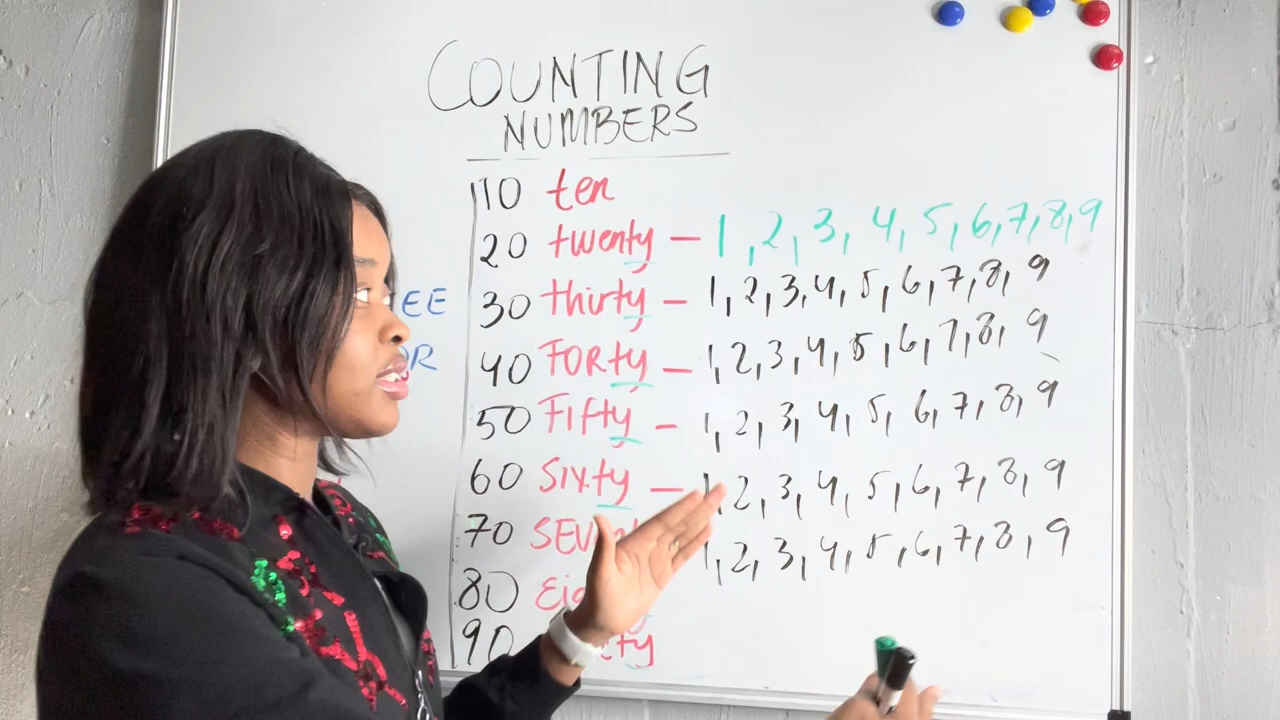 COUNTING
NUMBERS
10 ten
20 twenty – 1, 2, 3, 4, 5, 6, 7, 8, 9
30 thirty – 1, 2, 3, 4, 5, 6, 7, 8, 9
40 FORty – 1, 2, 3, 4, 5, 6, 7, 8, 9
50 Fifty – 1, 2, 3, 4, 5, 6, 7, 8, 9
60 Sixty – 1, 2, 3, 4, 5, 6, 7, 8, 9
70 1, 2, 3, 4, 5, 6, 7, 8, 9
80
90